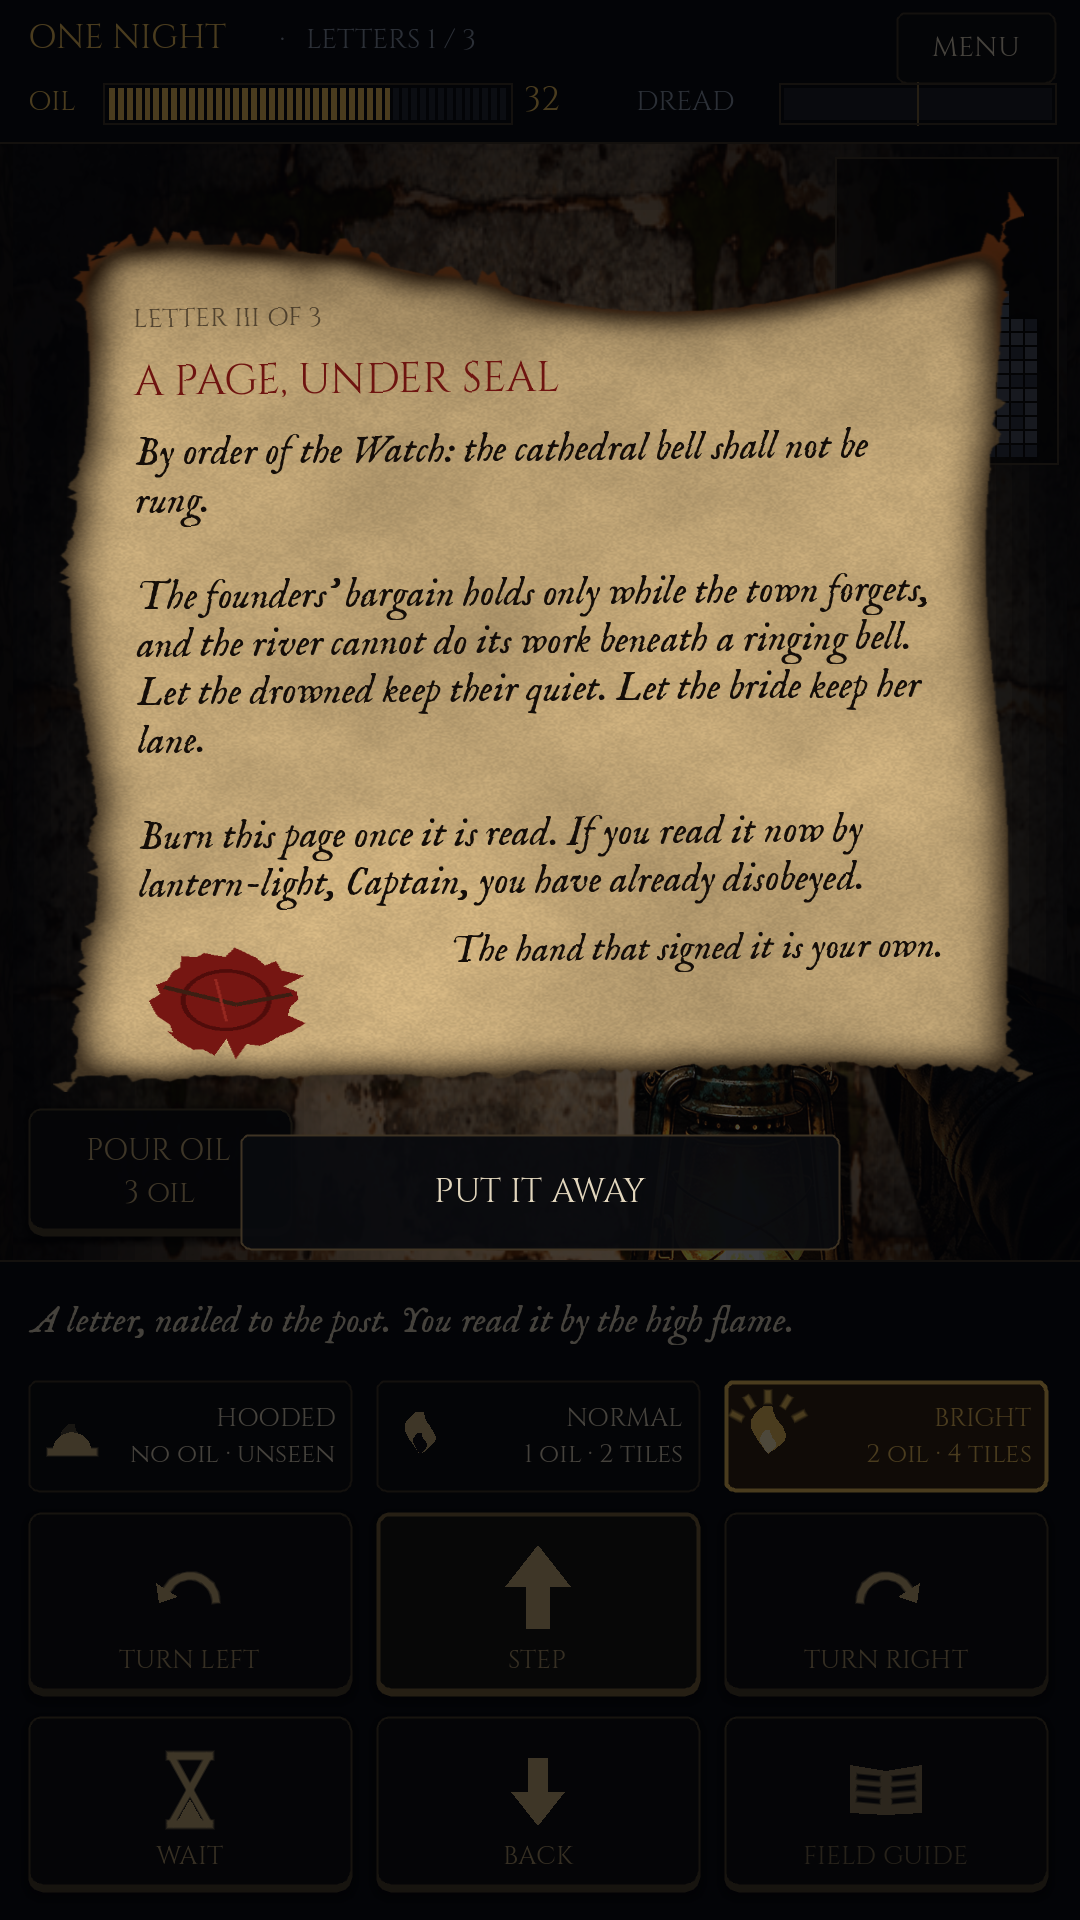 ONE NIGHT · LETTERS 1 / 3
MENU
OIL 32 DREAD
LETTER III OF 3
A PAGE, UNDER SEAL
By order of the Watch: the cathedral bell shall not be
rung.
The founders’ bargain holds only while the town forgets,
and the river cannot do its work beneath a ringing bell.
Let the drowned keep their quiet. Let the bride keep her
lane.
Burn this page once it is read. If you read it now by
lantern-light, Captain, you have already disobeyed.
The hand that signed it is your own.
POUR OIL
3 OIL
PUT IT AWAY
A letter, nailed to the post. You read it by the high flame.
HOODED
NO OIL · UNSEEN
NORMAL
1 OIL · 2 TILES
BRIGHT
2 OIL · 4 TILES
TURN LEFT
STEP
TURN RIGHT
WAIT
BACK
FIELD GUIDE